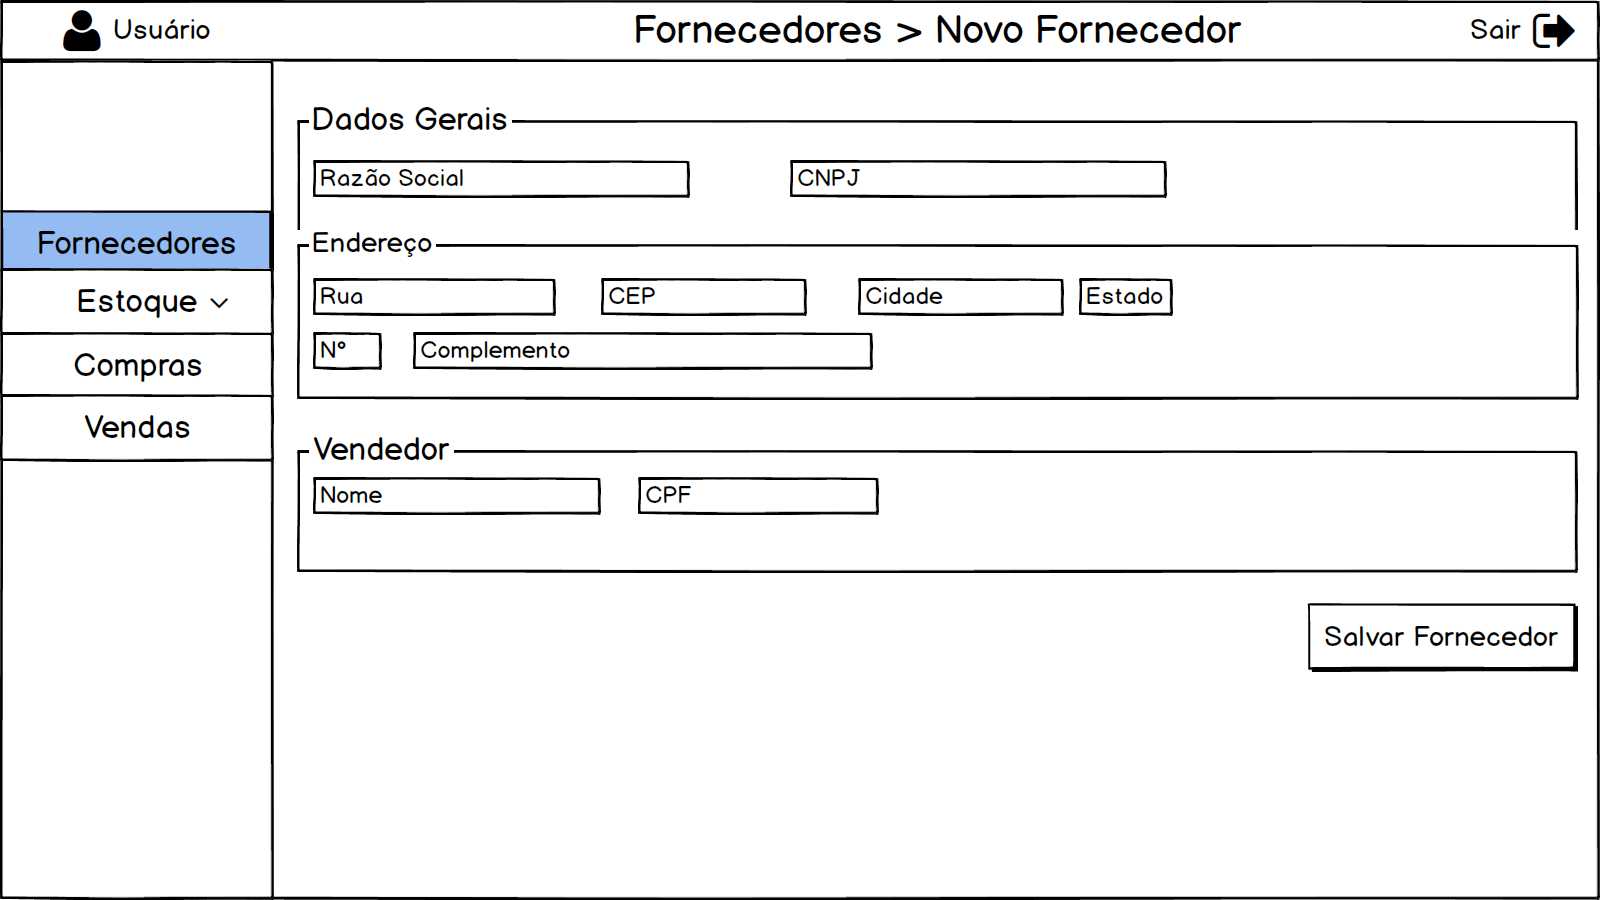 Usuário
Fornecedores > Novo Fornecedor
Sair
Fornecedores
Estoque
Compras
Vendas
Dados Gerais
Razão Social
CNPJ
Endereço
Rua
CEP
Cidade
Estado
Nº
Complemento
Vendedor
Nome
CPF
Salvar Fornecedor